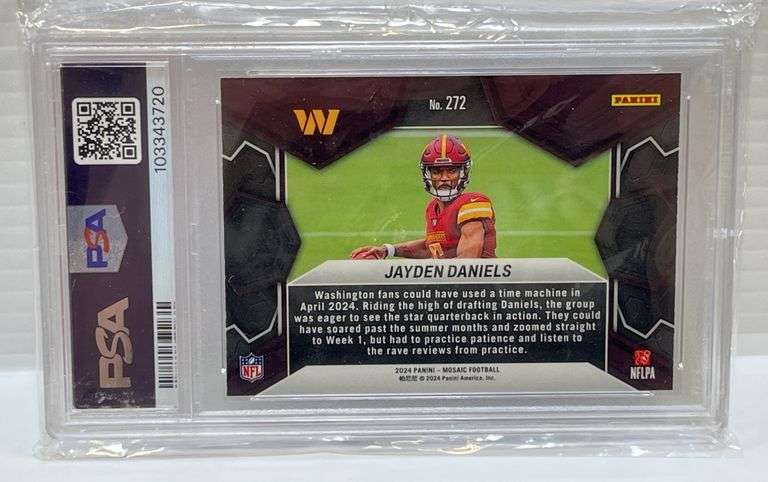 103343720
PSA
PSA
W
No. 272
PANINI
JAYDEN DANIELS
Washington fans could have used a time machine in
April 2024. Riding the high of drafting Daniels, the group
was eager to see the star quarterback in action. They could
have soared past the summer months and zoomed straight
to Week 1, but had to practice patience and listen to
the rave reviews from practice.
2024 PANINI – MOSAIC FOOTBALL
帕尼尼 © 2024 Panini America, Inc.
NFL
NFLPA